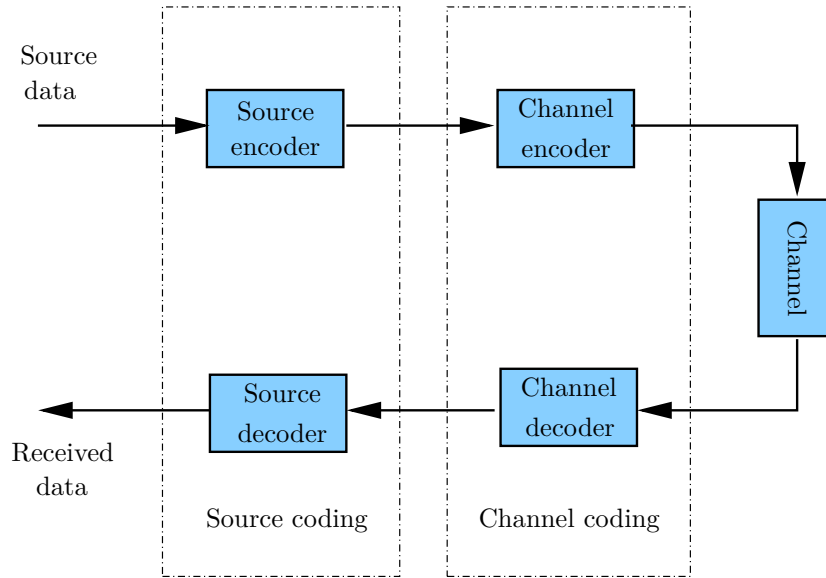 Source
data
Source
encoder
Channel
encoder
Channel
Source
decoder
Channel
decoder
Received
data
Source coding
Channel coding